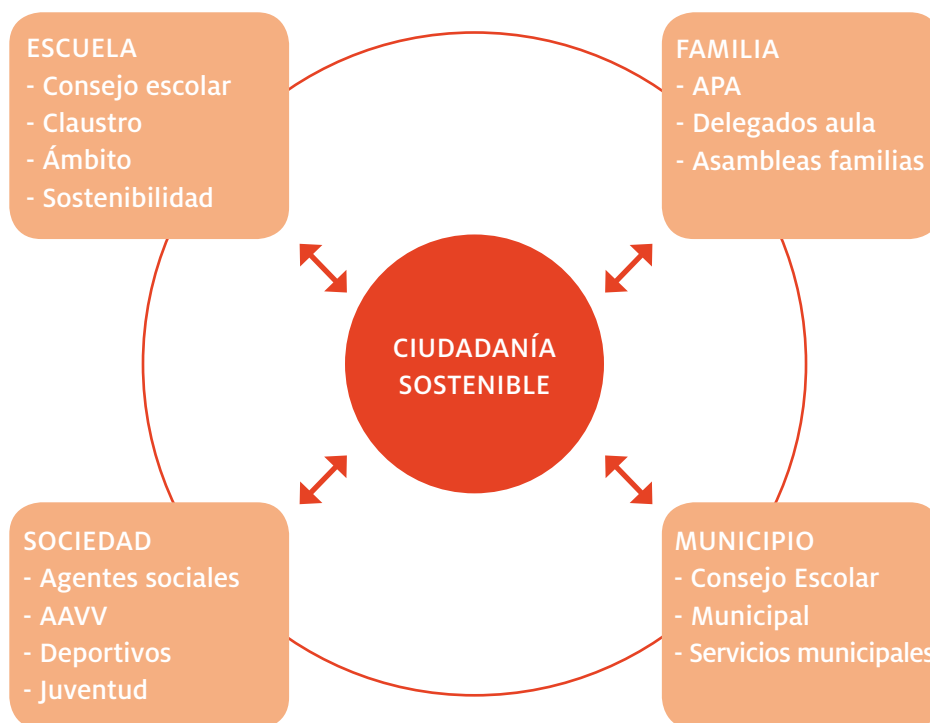 ESCUELA
- Consejo escolar
- Claustro
- Ámbito
- Sostenibilidad
FAMILIA
- APA
- Delegados aula
- Asambleas familias
CIUDADANÍA
SOSTENIBLE
SOCIEDAD
- Agentes sociales
- AAVV
- Deportivos
- Juventud
MUNICIPIO
- Consejo Escolar
- Municipal
- Servicios municipales